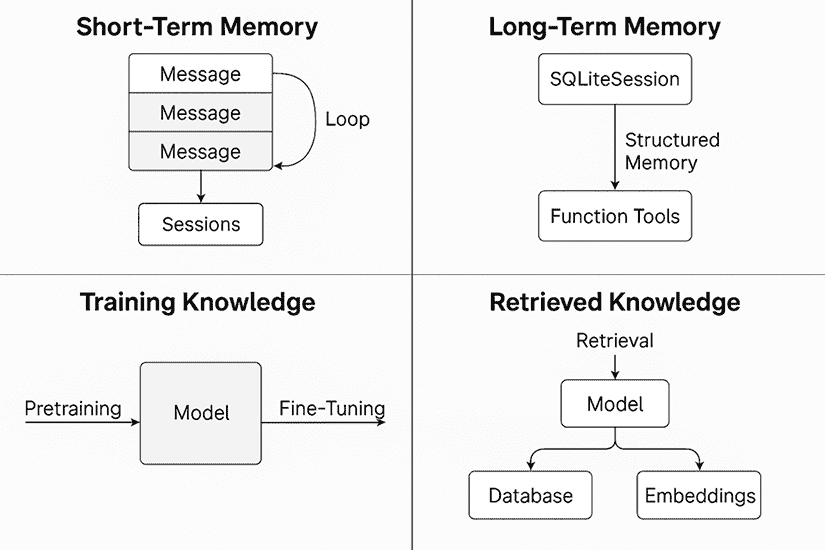 Short-Term Memory
Message
Message
Message
Loop
Sessions
Long-Term Memory
SQLiteSession
Structured
Memory
Function Tools
Training Knowledge
Pretraining
Model
Fine-Tuning
Retrieved Knowledge
Retrieval
Model
Database
Embeddings